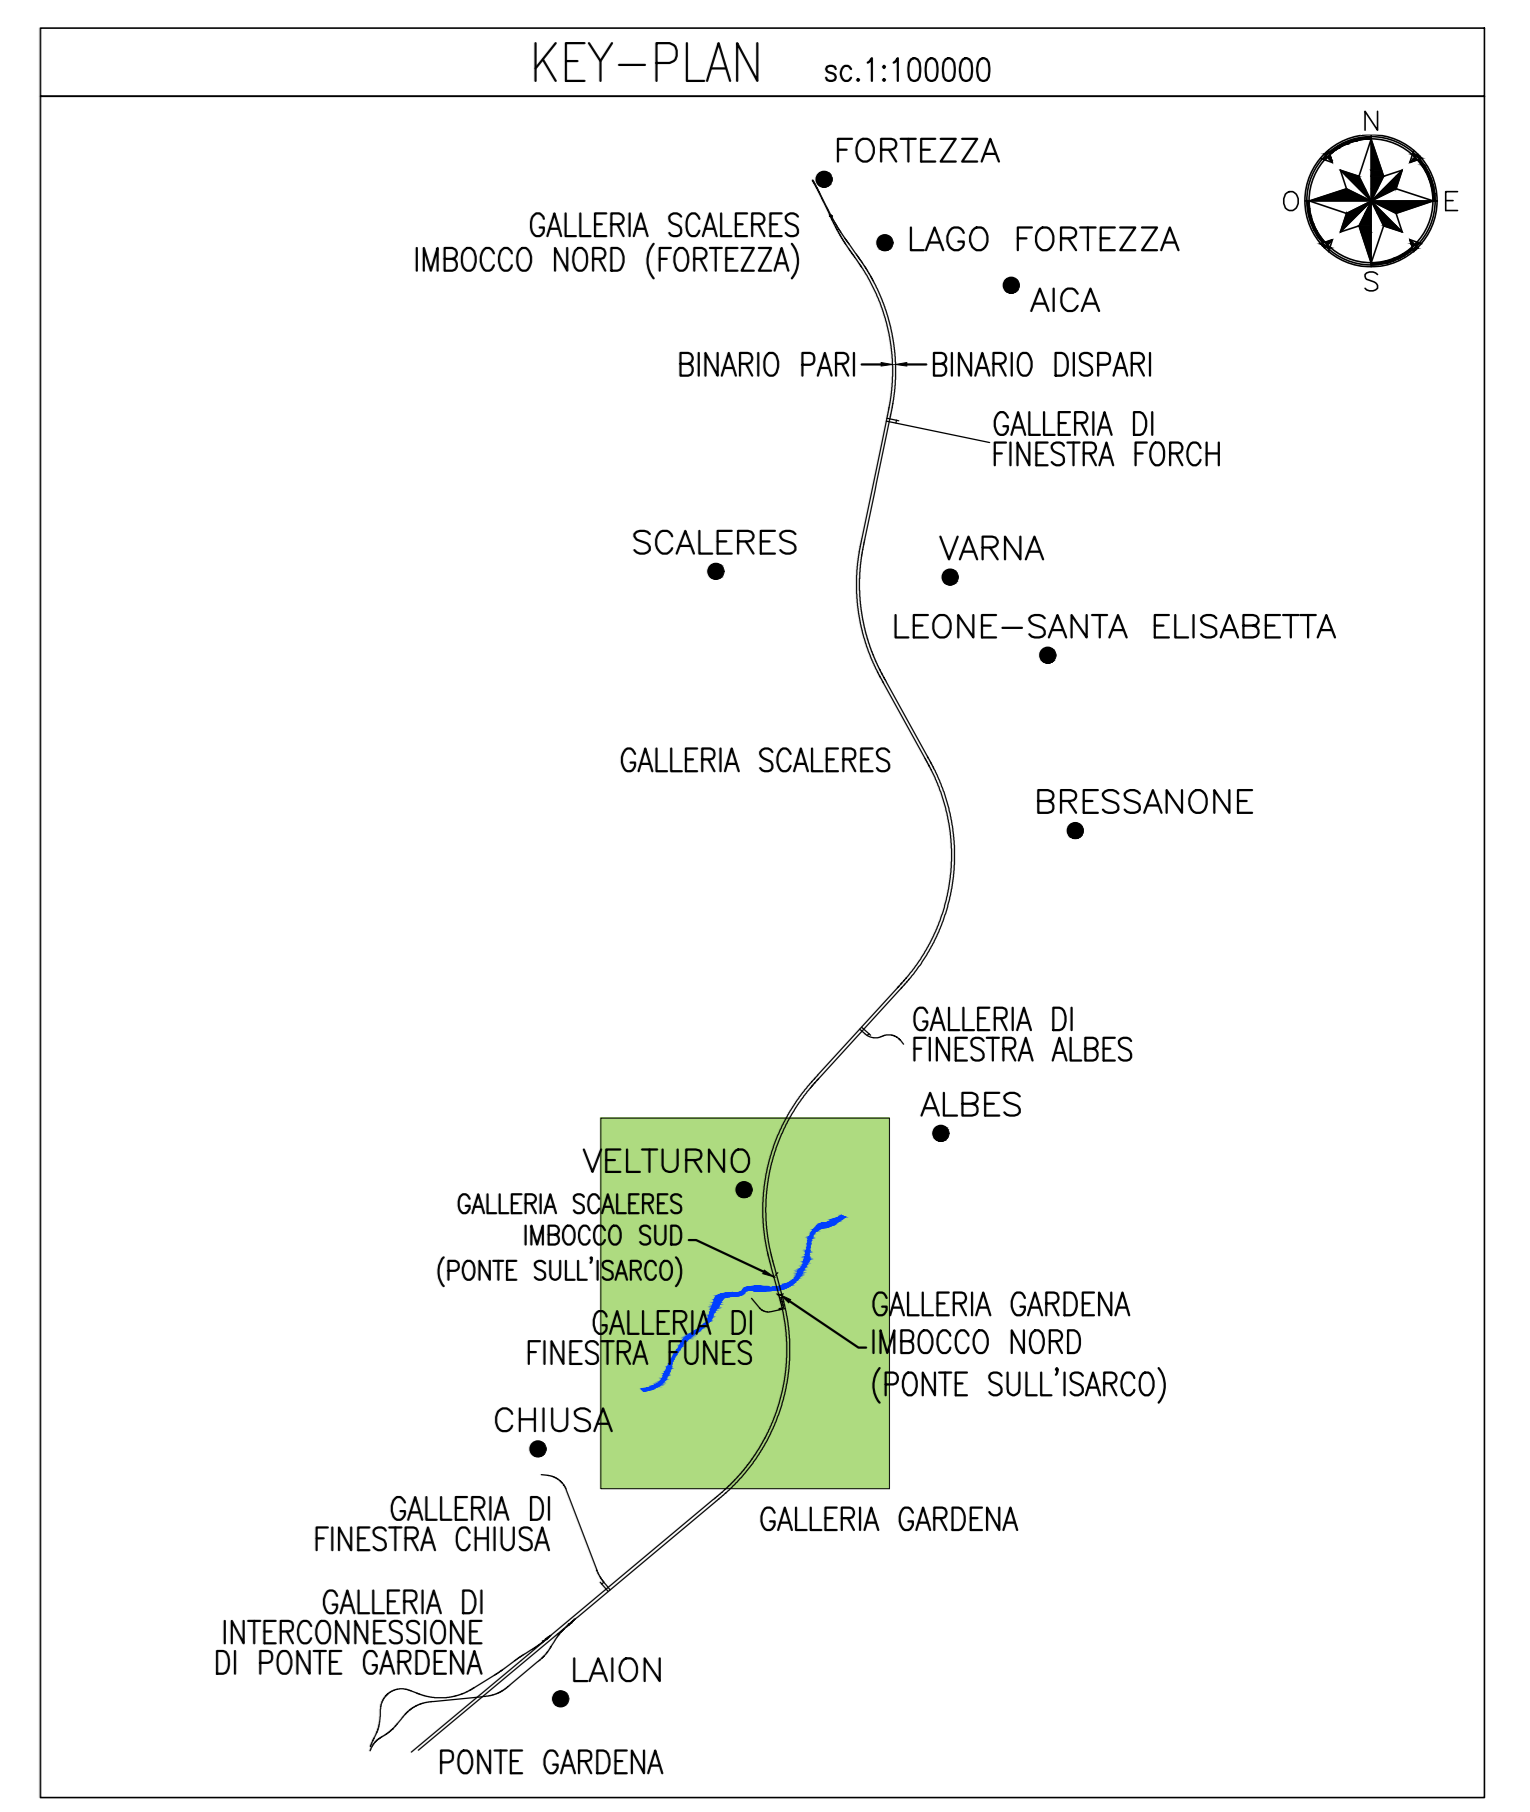 KEY-PLAN sc.1:100000
N
O
E
S
FORTEZZA
GALLERIA SCALERES
IMBOCCO NORD (FORTEZZA)
LAGO FORTEZZA
AICA
BINARIO PARI
BINARIO DISPARI
GALLERIA DI
FINESTRA FORCH
SCALERES
VARNA
LEONE-SANTA ELISABETTA
GALLERIA SCALERES
BRESSANONE
GALLERIA DI
FINESTRA ALBES
ALBES
VELTURNO
GALLERIA SCALERES
IMBOCCO SUD
(PONTE SULL'ISARCO)
GALLERIA GARDENA
IMBOCCO NORD
(PONTE SULL'ISARCO)
GALLERIA DI
FINESTRA FUNES
CHIUSA
GALLERIA DI
FINESTRA CHIUSA
GALLERIA GARDENA
GALLERIA DI
INTERCONNESSIONE
DI PONTE GARDENA
LAION
PONTE GARDENA